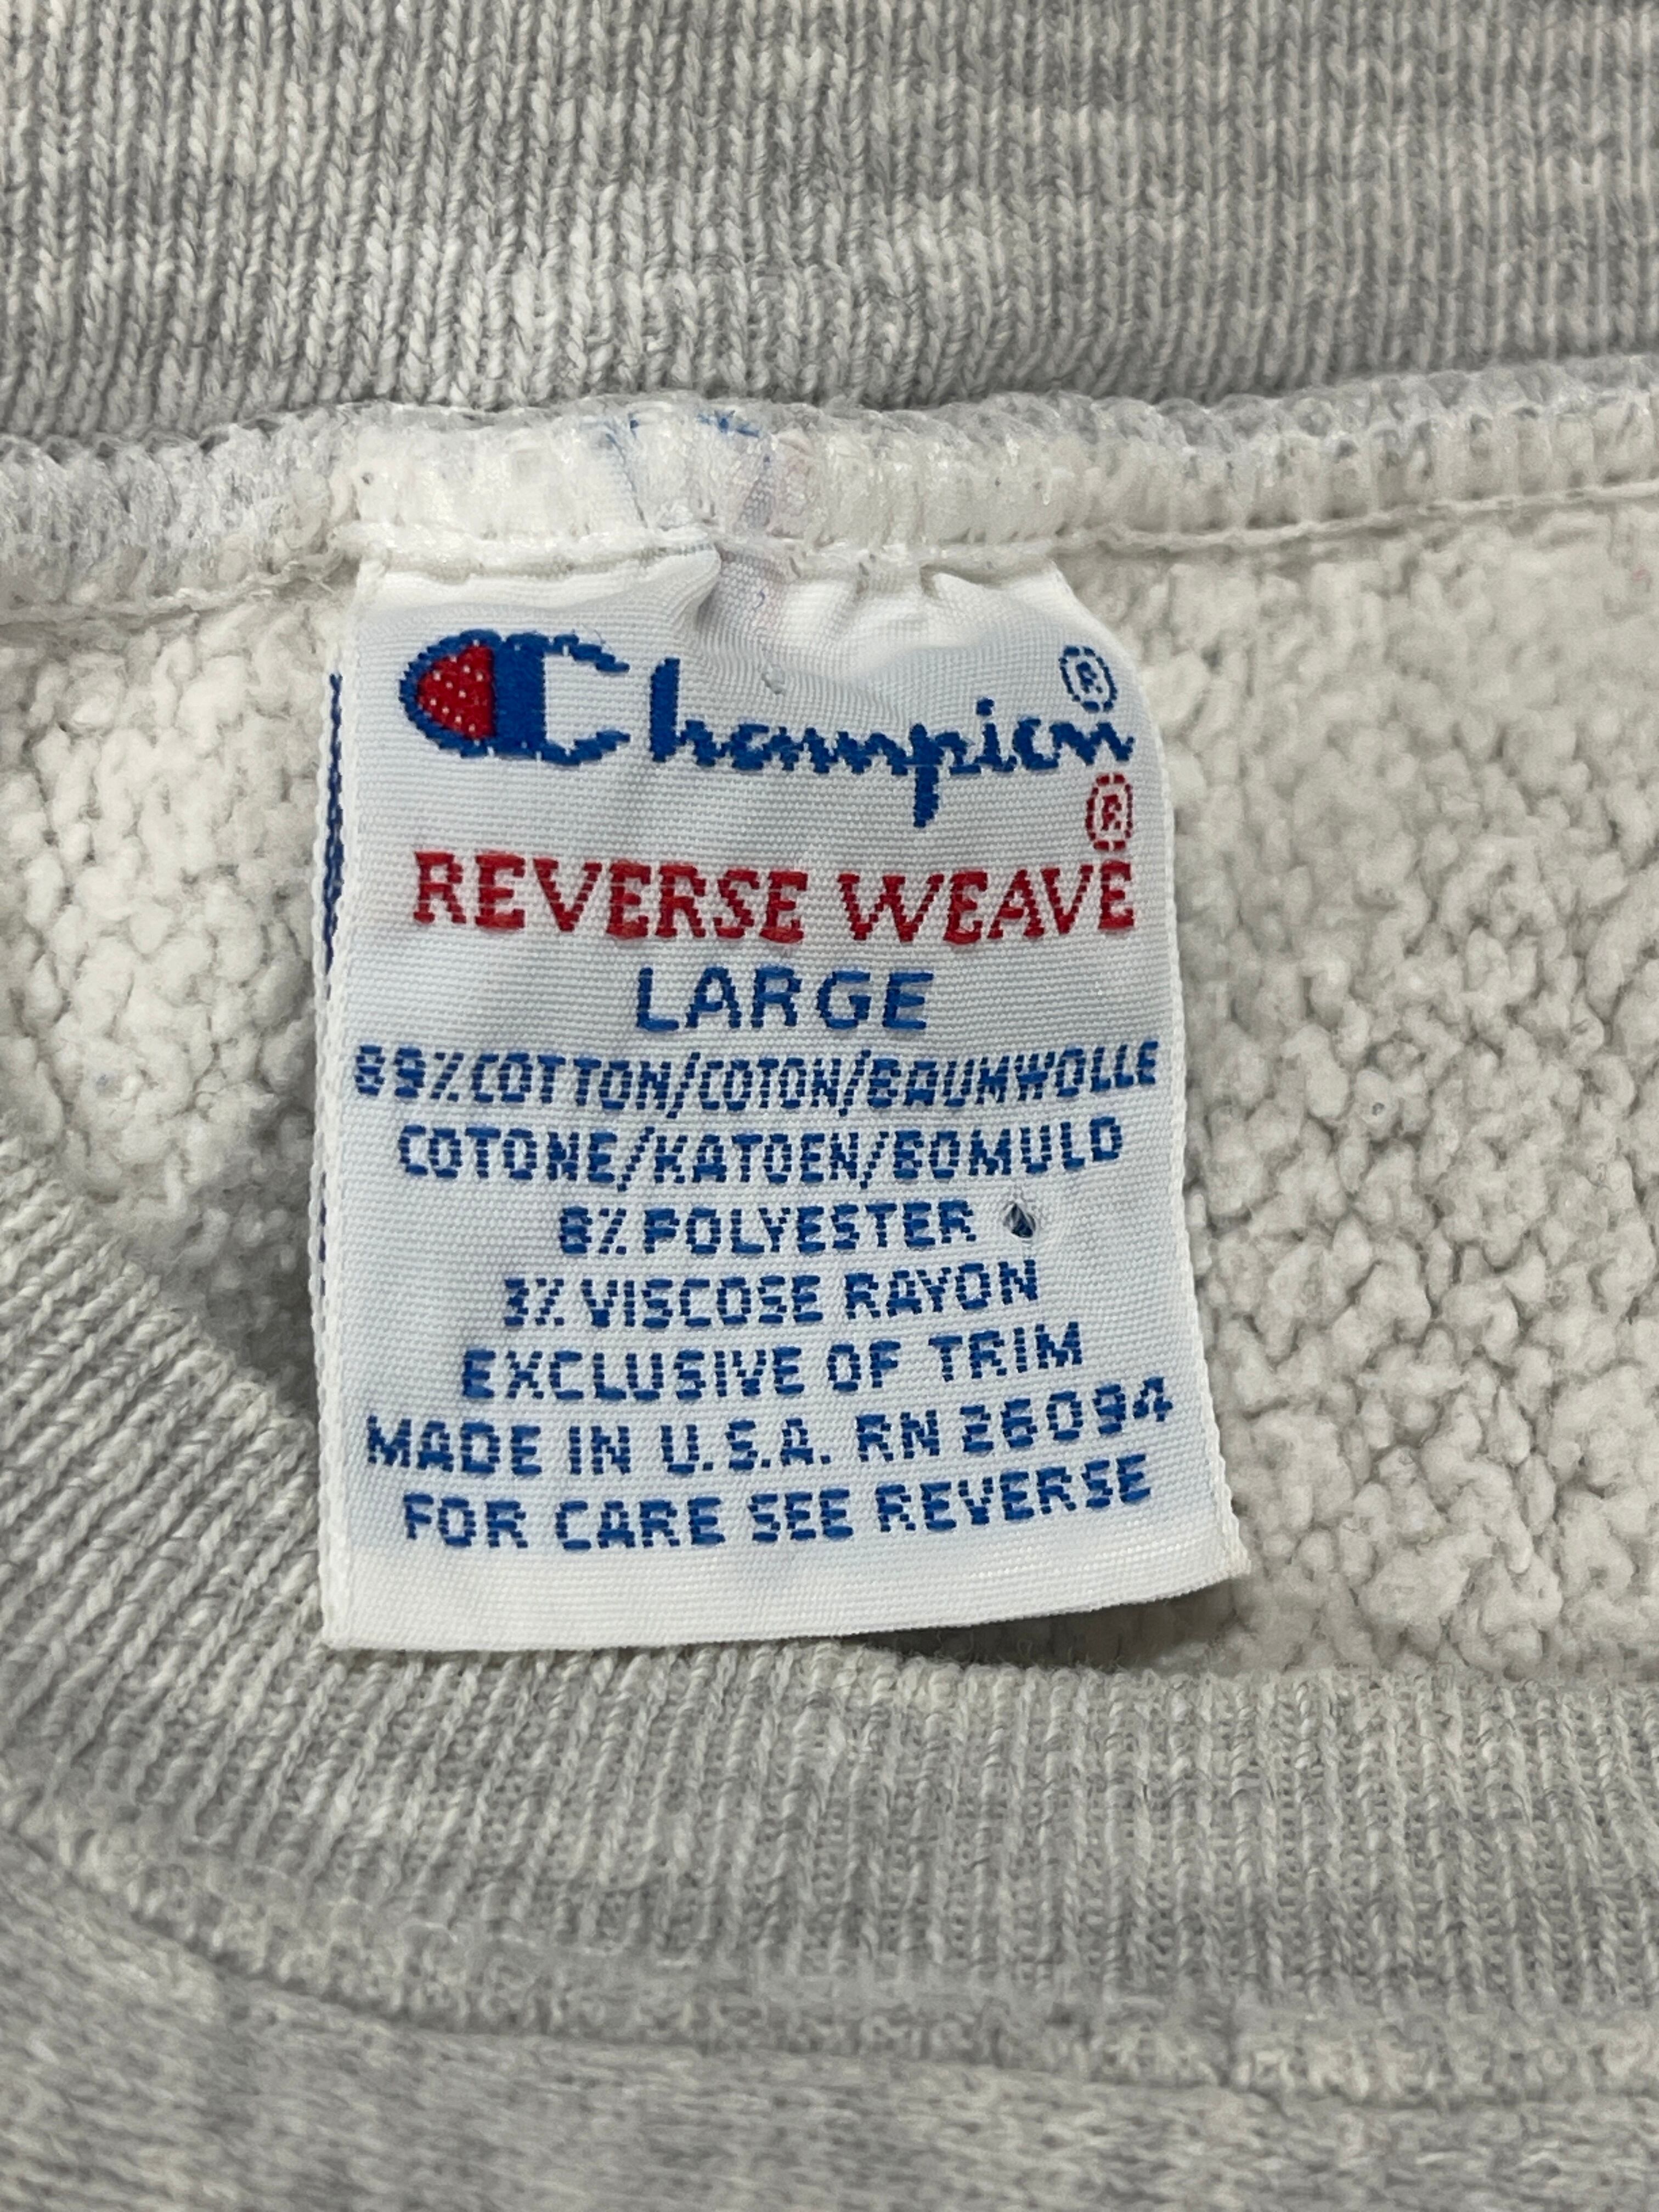 Champion®
REVERSE WEAVE®
LARGE
89% COTTON/COTON/BAUMWOLLE
COTONE/KATOEN/BOMULD
8% POLYESTER
3% VISCOSE RAYON
EXCLUSIVE OF TRIM
MADE IN U.S.A. RN 26094
FOR CARE SEE REVERSE